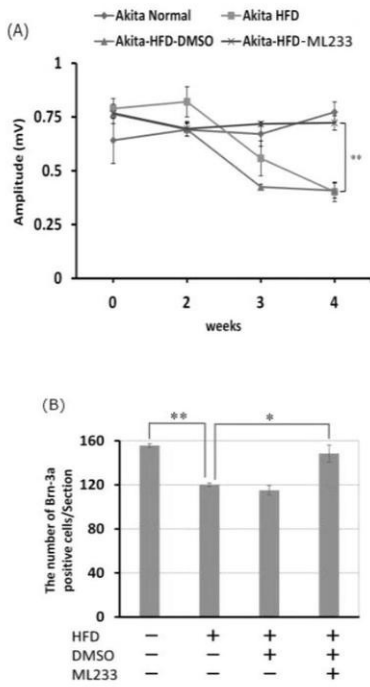 (A)
Akita Normal Akita HFD
Akita-HFD-DMSO Akita-HFD-ML233
Amplitude (mV)
1
0.75
0.5
0.25
0
**
0 2 3 4
weeks
(B)
** *
The number of Brn-3a
positive cells/Section
160
120
80
40
0
HFD − + + +
DMSO − − + +
ML233 − − − +